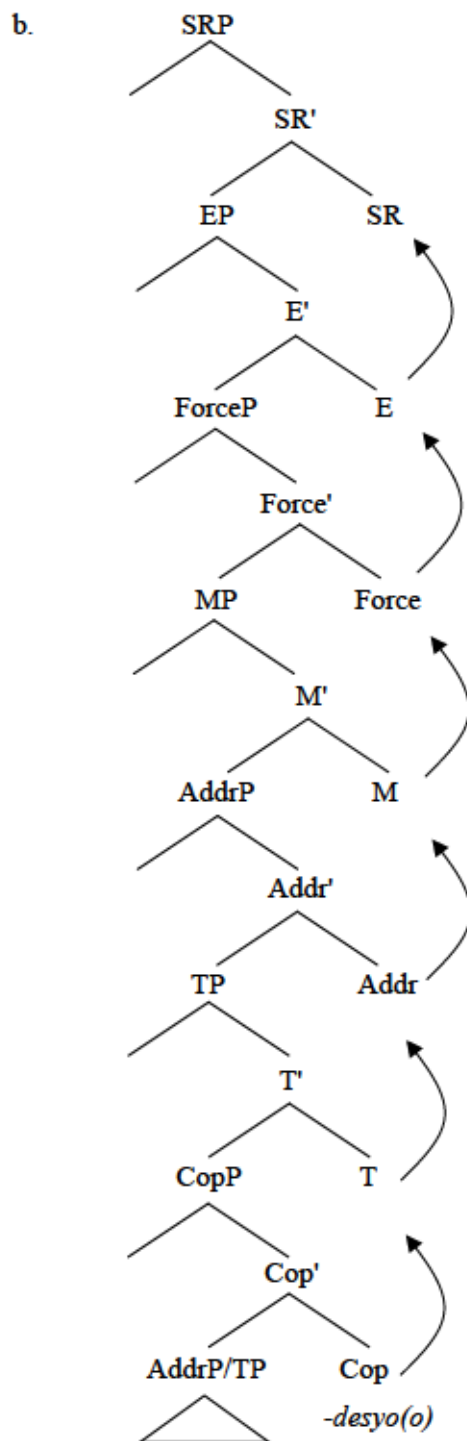 b. SRP
SR'
EP SR
E'
ForceP E
Force'
MP Force
M'
AddrP M
Addr'
TP Addr
T'
CopP T
Cop'
AddrP/TP Cop
-desyo(o)